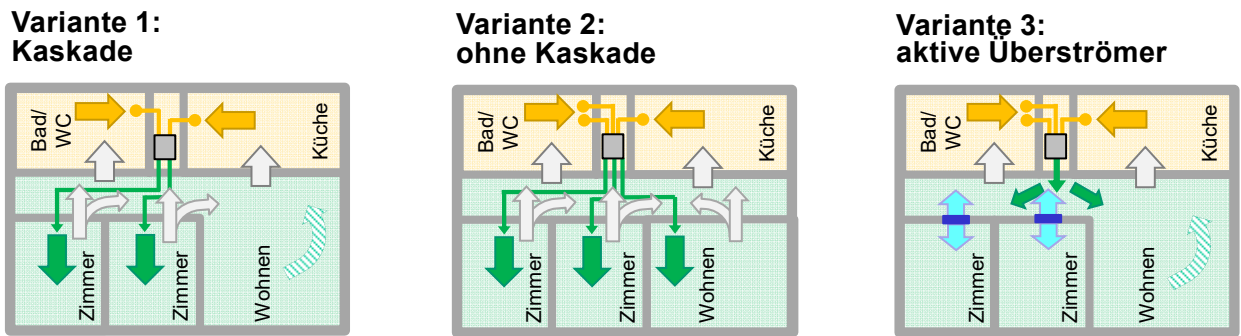 Variante 1:
Kaskade
Bad/
WC
Küche
Zimmer
Zimmer
Wohnen
Variante 2:
ohne Kaskade
Bad/
WC
Küche
Zimmer
Zimmer
Wohnen
Variante 3:
aktive Überströmer
Bad/
WC
Küche
Zimmer
Zimmer
Wohnen